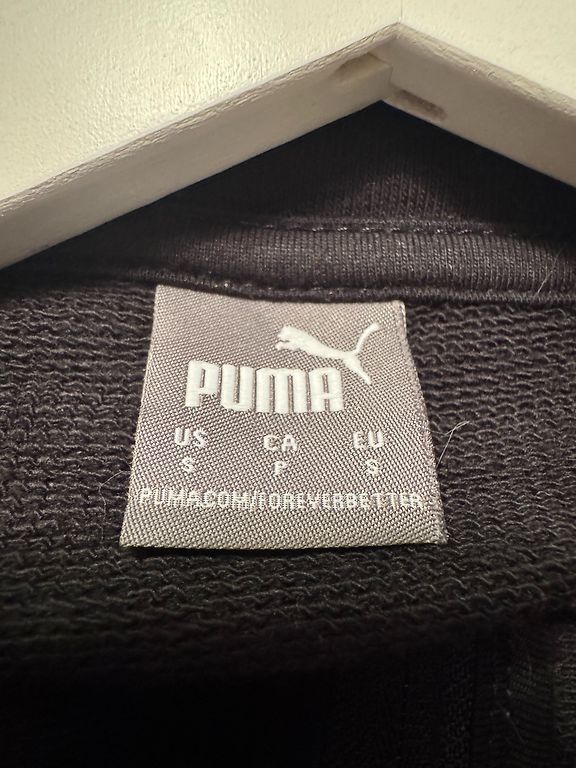 PUMA
US CA EU
S P S
PUMA.COM/FOREVERBETTER